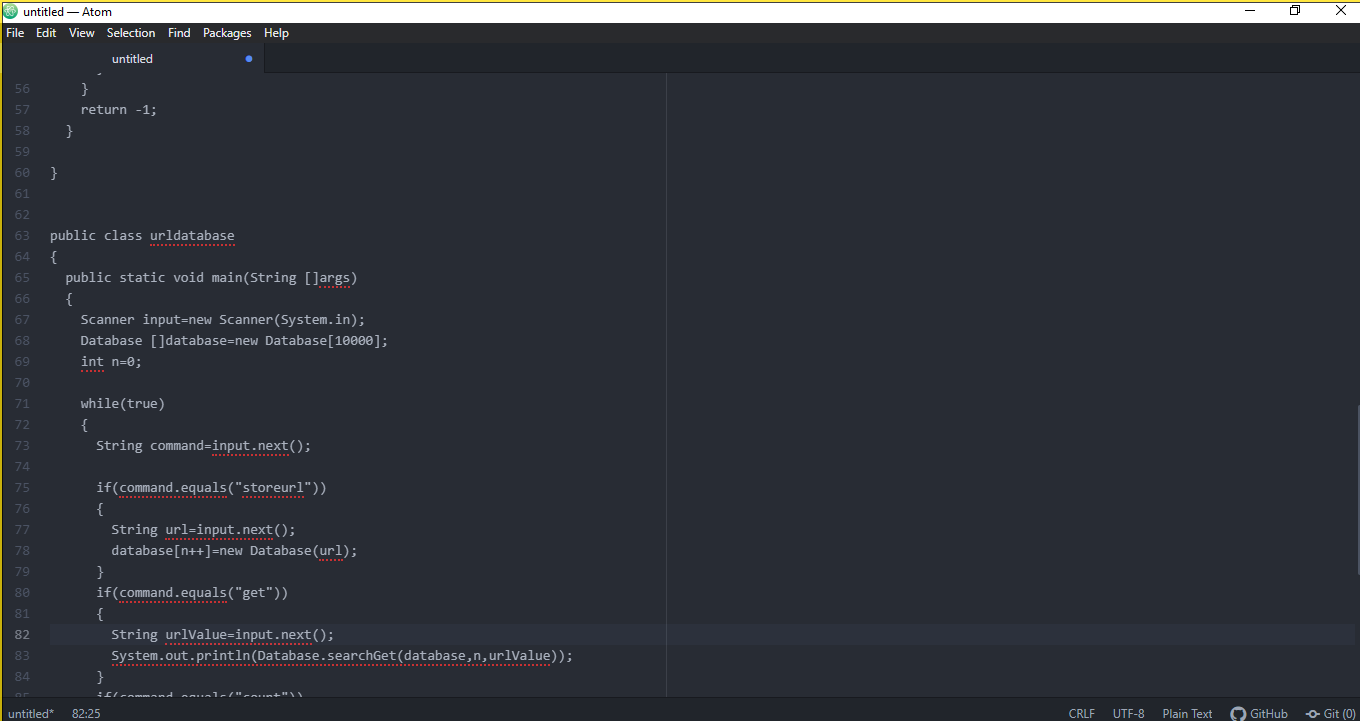 untitled — Atom
File Edit View Selection Find Packages Help
untitled
56 }
57 return -1;
58 }
59
60 }
61
62
63 public class urldatabase
64 {
65 public static void main(String []args)
66 {
67 Scanner input=new Scanner(System.in);
68 Database []database=new Database[10000];
69 int n=0;
70
71 while(true)
72 {
73 String command=input.next();
74
75 if(command.equals("storeurl"))
76 {
77 String url=input.next();
78 database[n++]=new Database(url);
79 }
80 if(command.equals("get"))
81 {
82 String urlValue=input.next();
83 System.out.println(Database.searchGet(database,n,urlValue));
84 }
85 if(command.equals("count"))
untitled* 82:25 CRLF UTF-8 Plain Text GitHub Git (0)